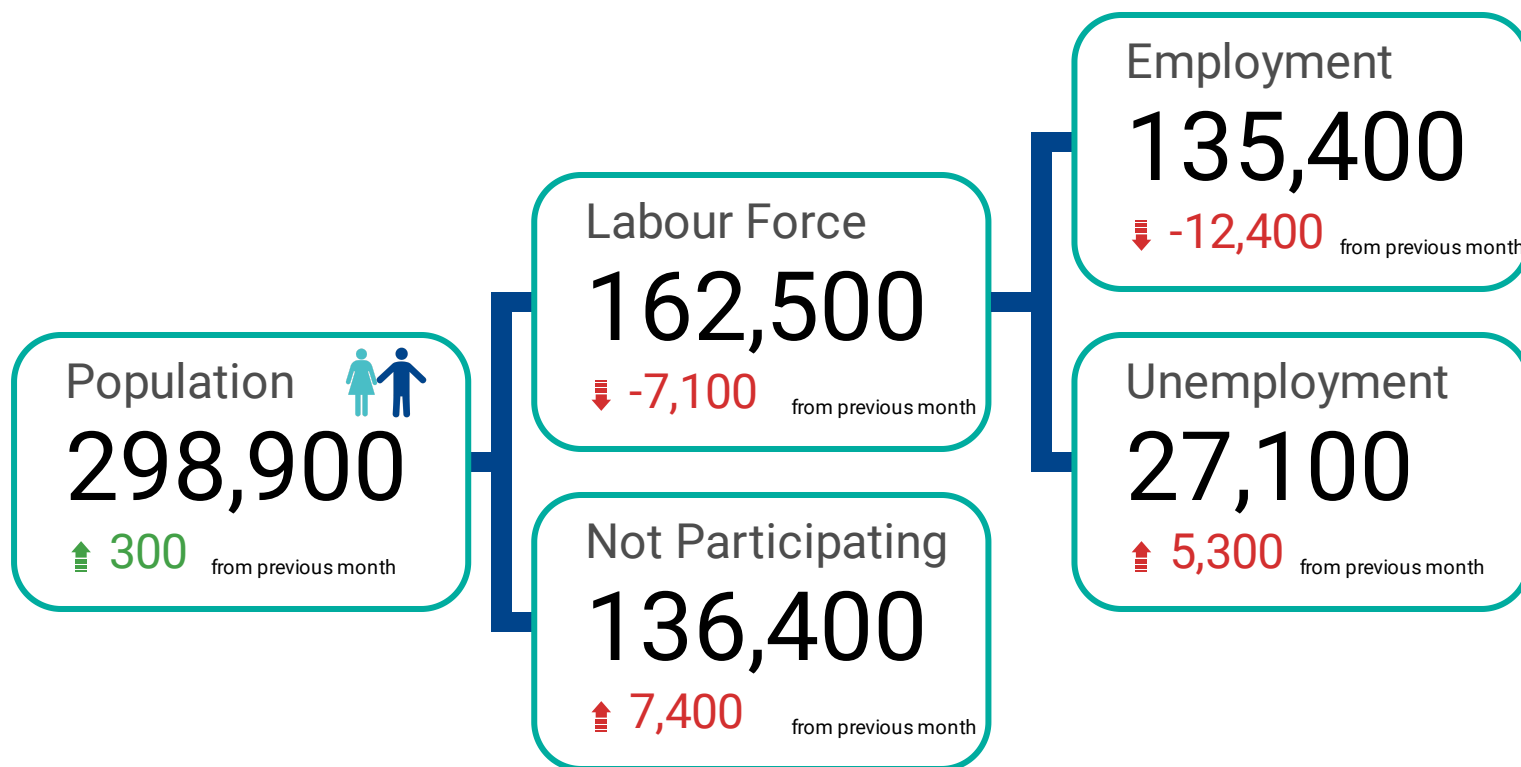 Population
298,900
300 from previous month
Labour Force
162,500
-7,100 from previous month
Not Participating
136,400
7,400 from previous month
Employment
135,400
-12,400 from previous month
Unemployment
27,100
5,300 from previous month